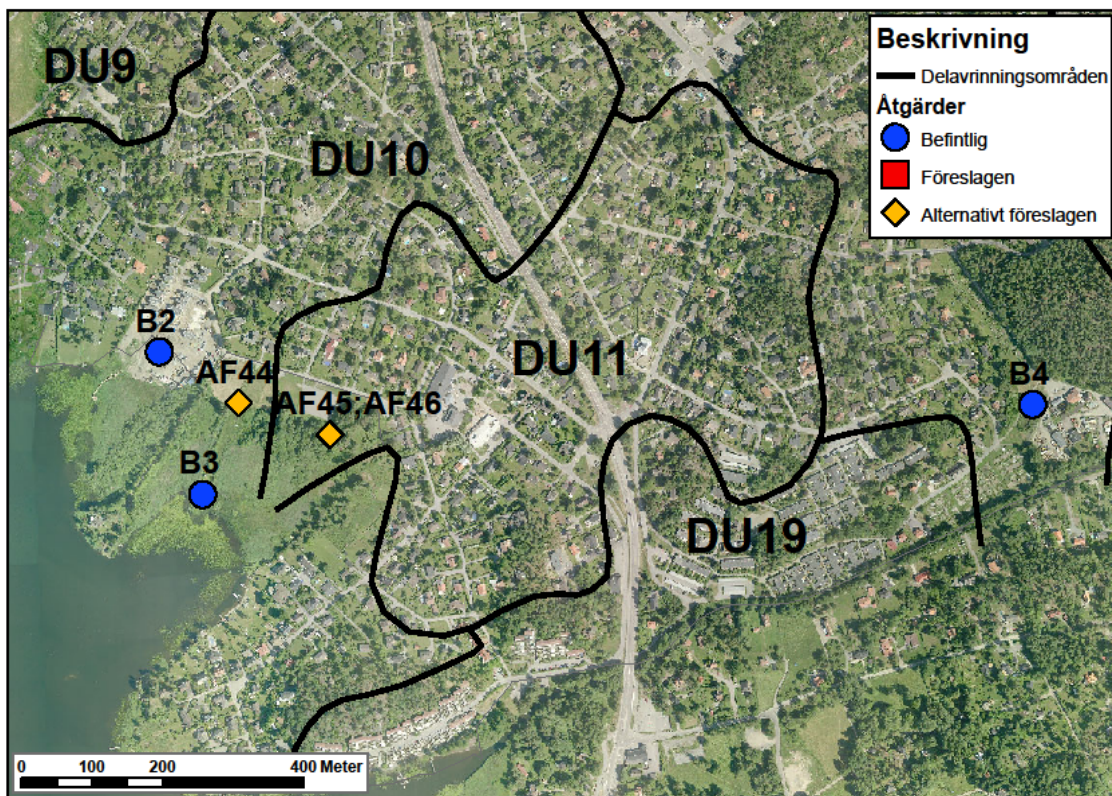 Beskrivning
Delavrinningsområden
Åtgärder
Befintlig
Föreslagen
Alternativt föreslagen
DU9
DU10
DU11
B2
AF44
AF45;AF46
B4
B3
DU19
0 100 200 400 Meter